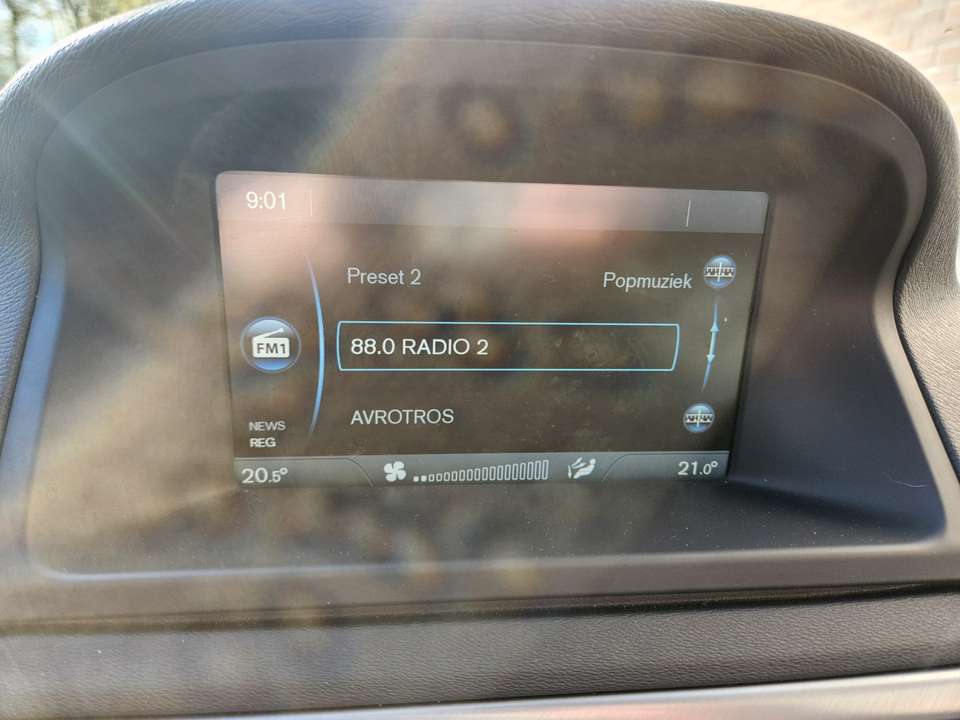 9:01
Preset 2 Popmuziek
FM1
88.0 RADIO 2
AVROTROS
NEWS
REG
20.5° 21.0°